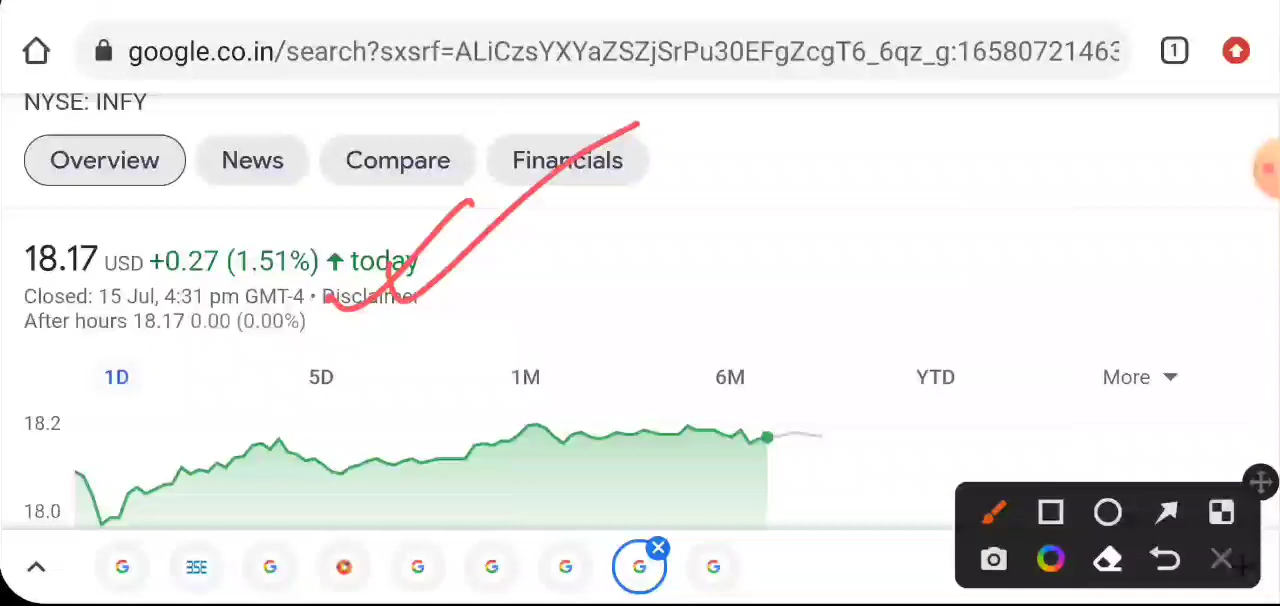 google.co.in/search?sxsrf=ALiCzsYXYaZSZjSrPu30EFgZcgT6_6qz_g:16580721463
1
NYSE: INFY
Overview News Compare Financials
18.17 USD +0.27 (1.51%) ↑ today
Closed: 15 Jul, 4:31 pm GMT-4 • Disclaimer
After hours 18.17 0.00 (0.00%)
1D 5D 1M 6M YTD More
18.2
18.0
G BSE G G G G G G